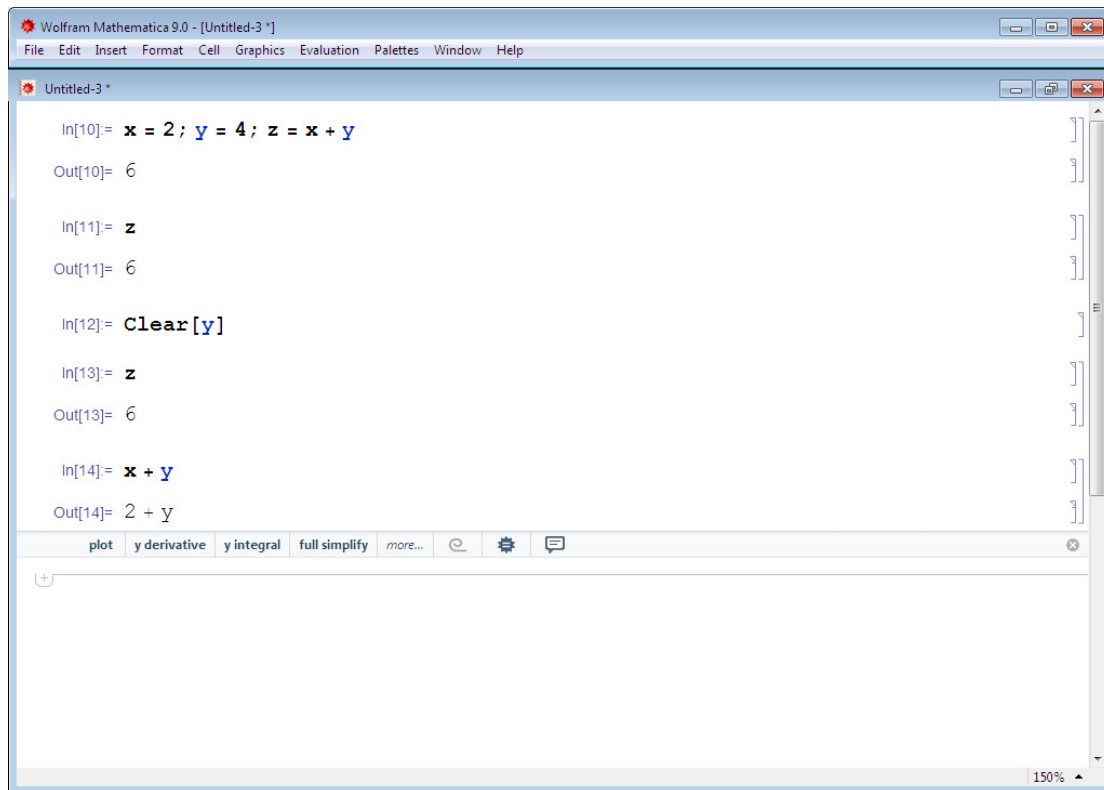 Wolfram Mathematica 9.0 - [Untitled-3 *]
File Edit Insert Format Cell Graphics Evaluation Palettes Window Help
Untitled-3 *
In[10]:= x = 2; y = 4; z = x + y
Out[10]= 6
In[11]:= z
Out[11]= 6
In[12]:= Clear[y]
In[13]:= z
Out[13]= 6
In[14]:= x + y
Out[14]= 2 + y
plot y derivative y integral full simplify more...
150%